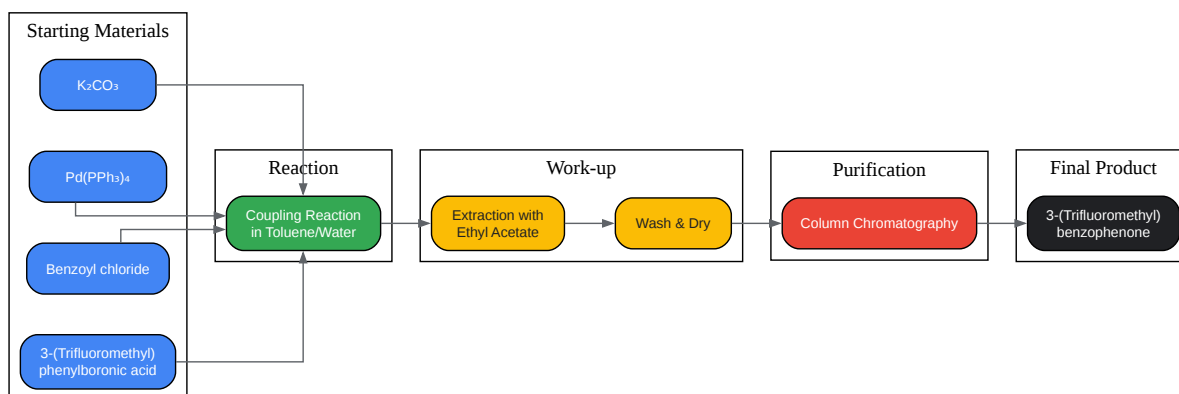 Starting Materials
K₂CO₃
Pd(PPh₃)₄
Benzoyl chloride
3-(Trifluoromethyl)
phenylboronic acid
Reaction
Coupling Reaction
in Toluene/Water
Work-up
Extraction with
Ethyl Acetate
Wash & Dry
Purification
Column Chromatography
Final Product
3-(Trifluoromethyl)
benzophenone